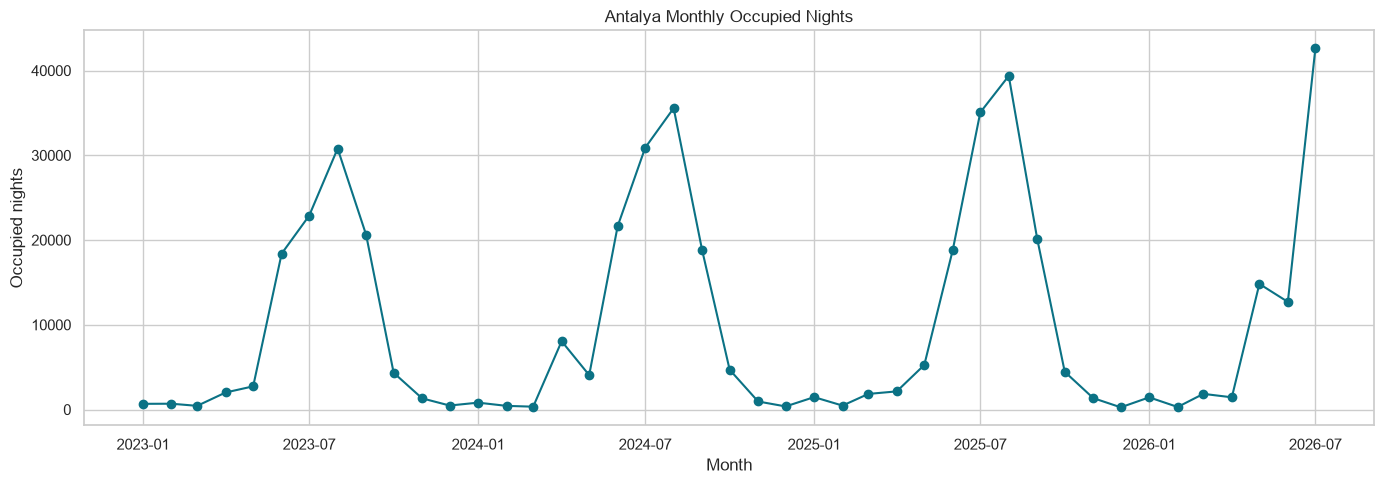 Antalya Monthly Occupied Nights
40000
30000
20000
10000
0
Occupied nights
2023-01 2023-07 2024-01 2024-07 2025-01 2025-07 2026-01 2026-07
Month